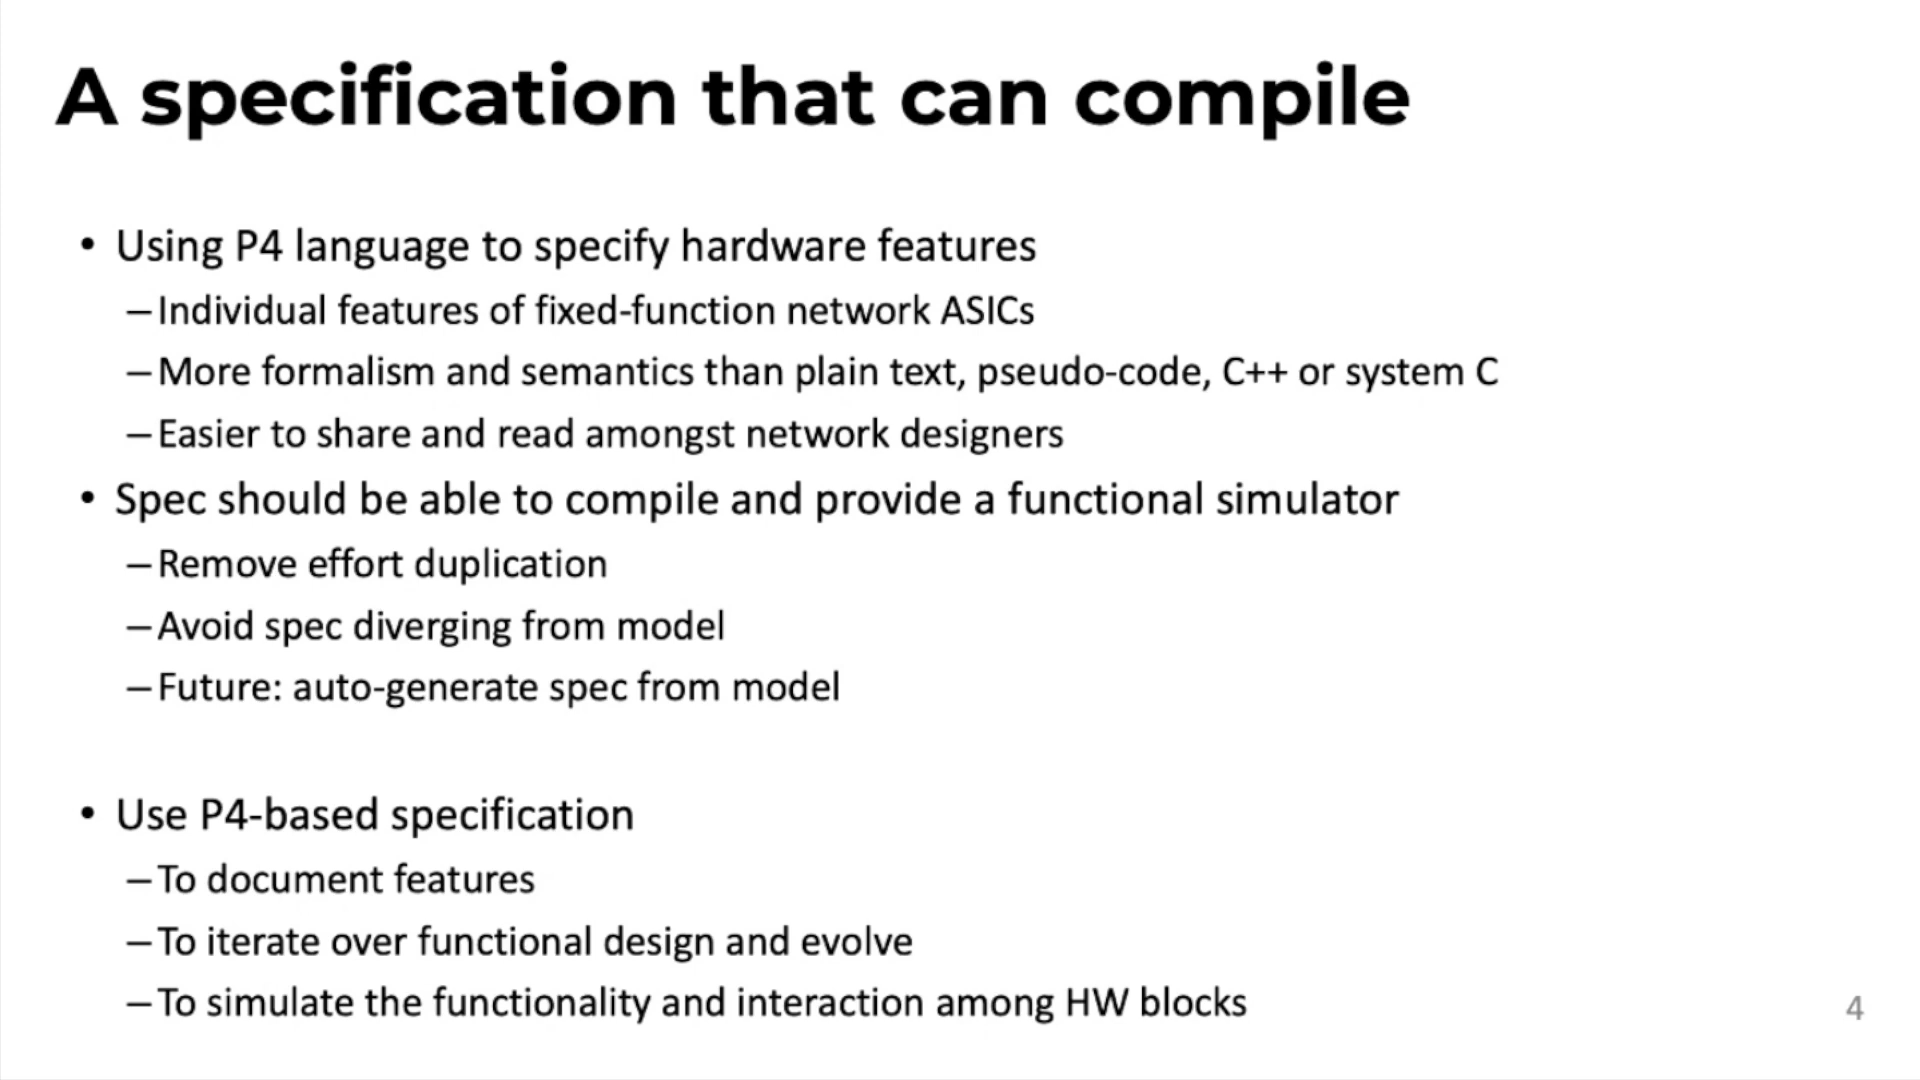 A specification that can compile
• Using P4 language to specify hardware features
– Individual features of fixed-function network ASICs
– More formalism and semantics than plain text, pseudo-code, C++ or system C
– Easier to share and read amongst network designers
• Spec should be able to compile and provide a functional simulator
– Remove effort duplication
– Avoid spec diverging from model
– Future: auto-generate spec from model
• Use P4-based specification
– To document features
– To iterate over functional design and evolve
– To simulate the functionality and interaction among HW blocks
4